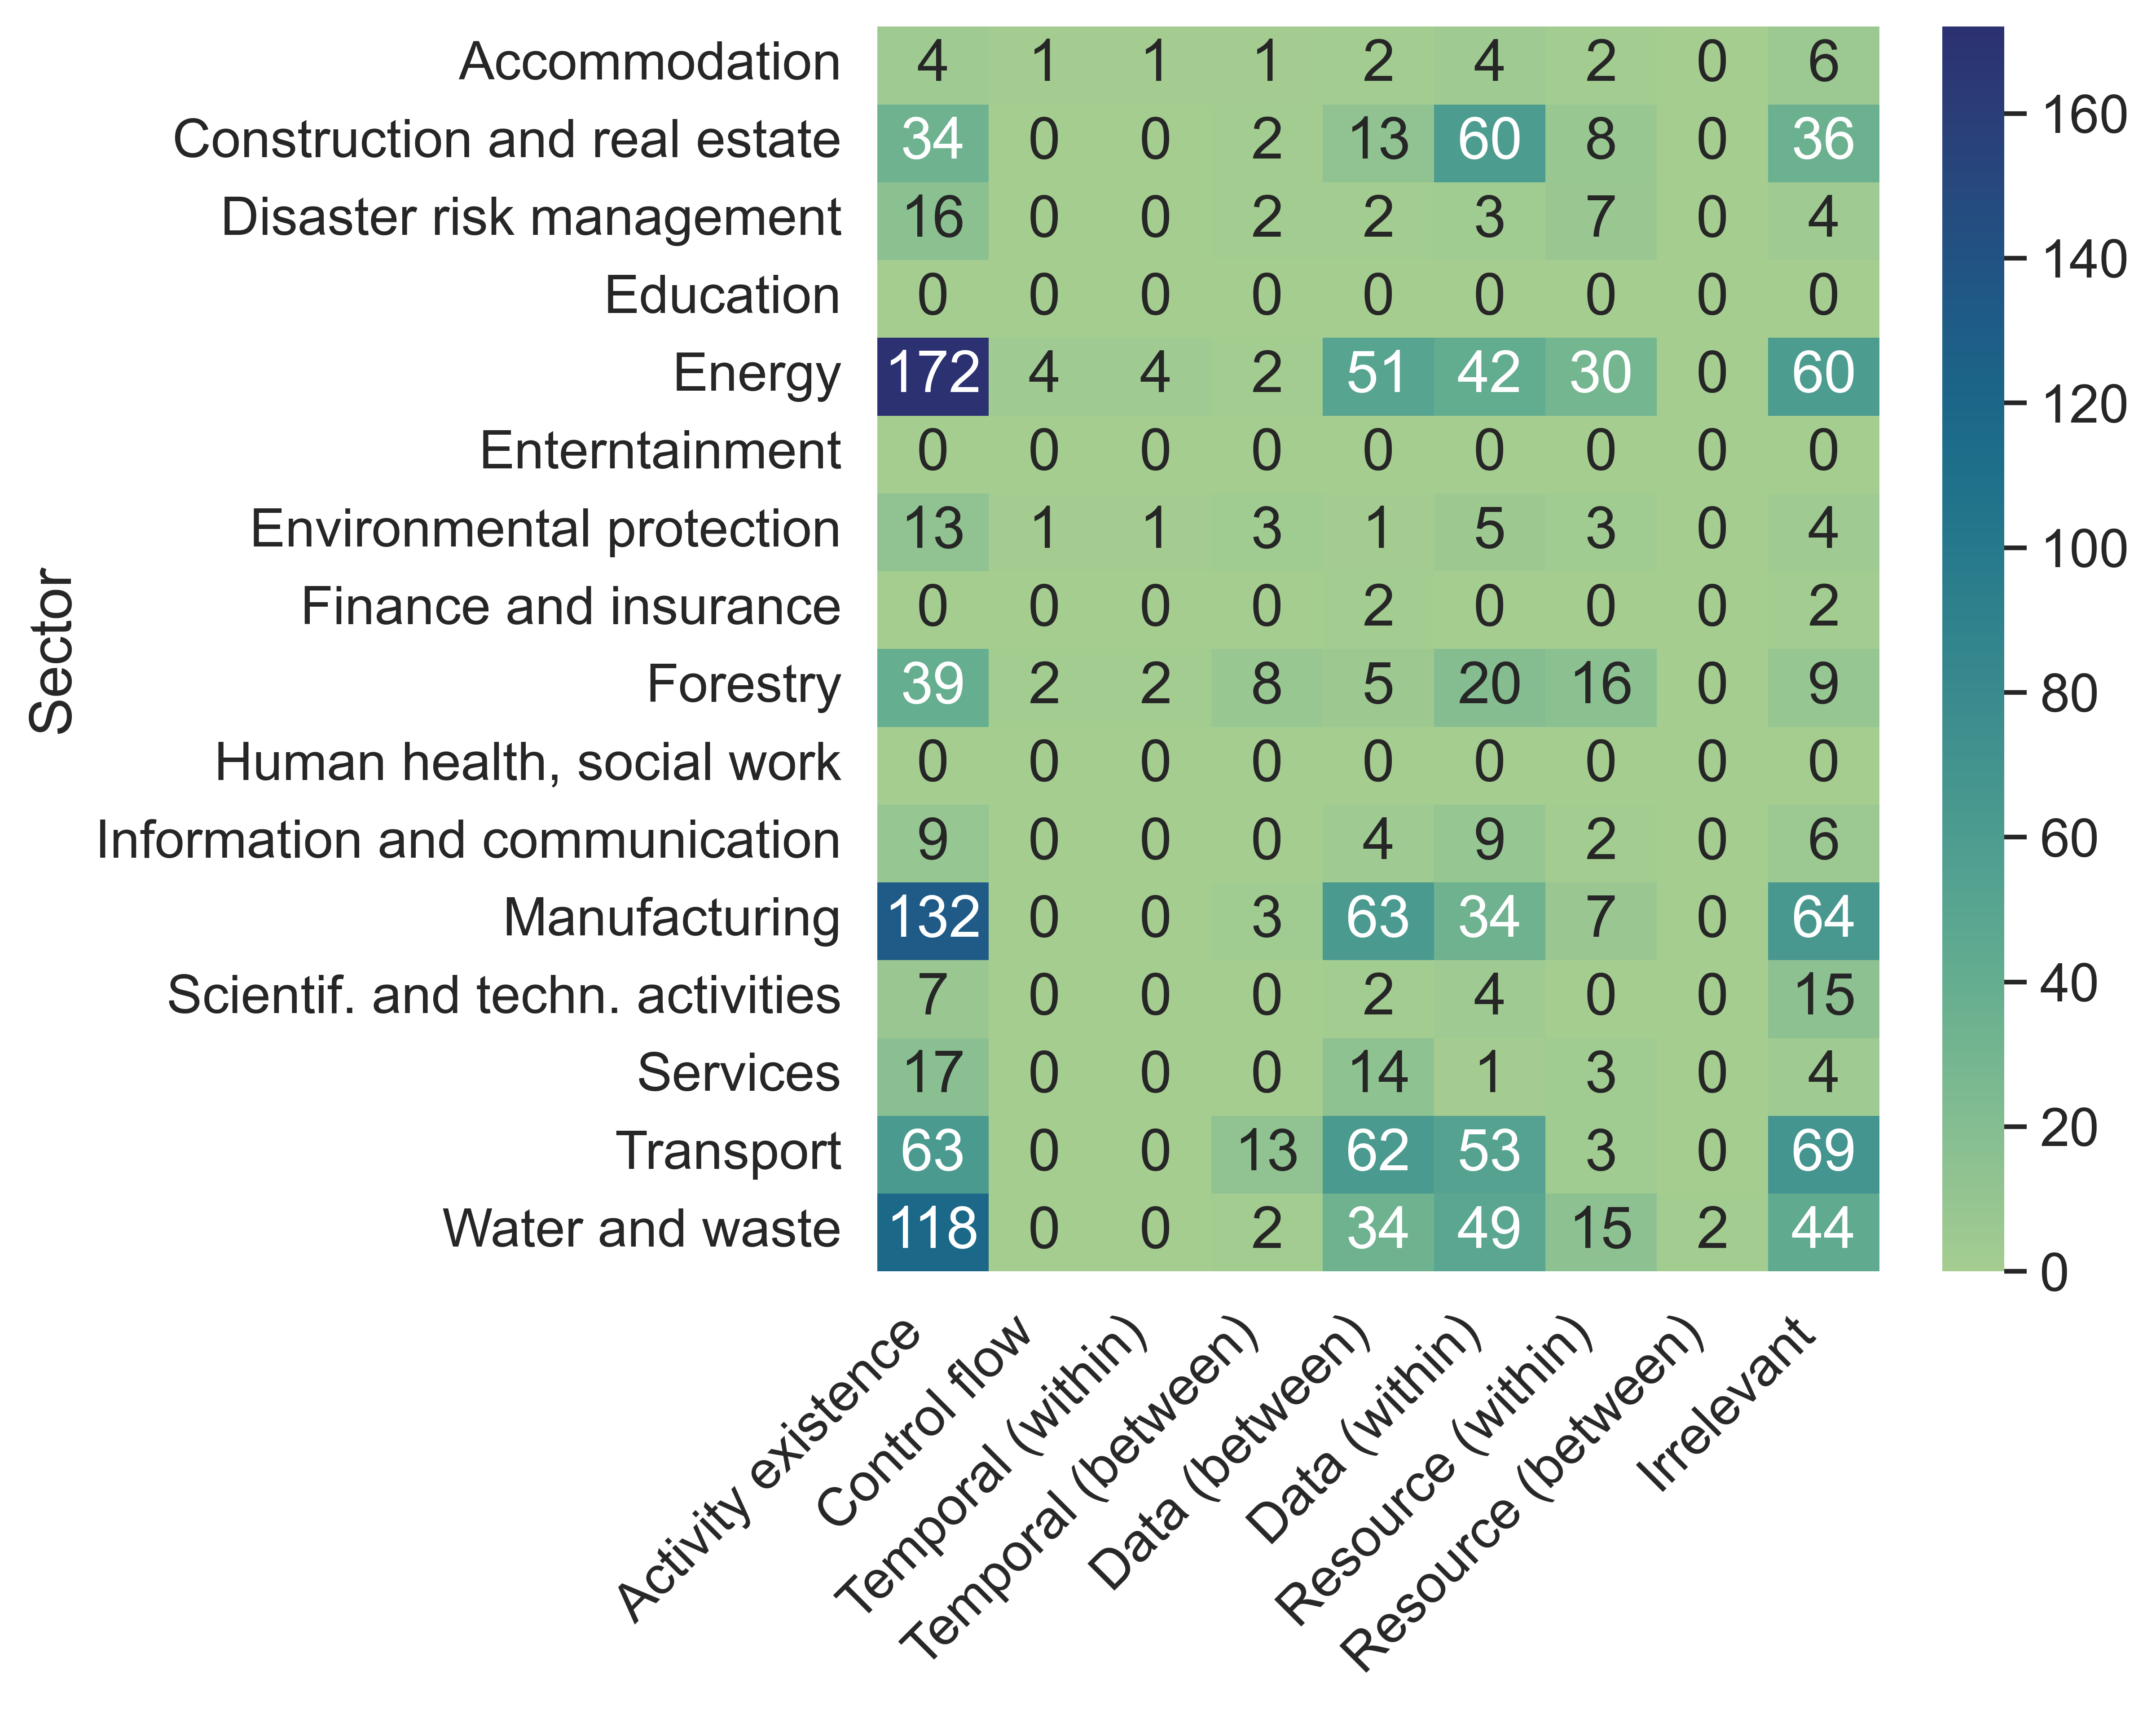 Sector
Accommodation 4 1 1 1 2 4 2 0 6
Construction and real estate 34 0 0 2 13 60 8 0 36
Disaster risk management 16 0 0 2 2 3 7 0 4
Education 0 0 0 0 0 0 0 0 0
Energy 172 4 4 2 51 42 30 0 60
Enterntainment 0 0 0 0 0 0 0 0 0
Environmental protection 13 1 1 3 1 5 3 0 4
Finance and insurance 0 0 0 0 2 0 0 0 2
Forestry 39 2 2 8 5 20 16 0 9
Human health, social work 0 0 0 0 0 0 0 0 0
Information and communication 9 0 0 0 4 9 2 0 6
Manufacturing 132 0 0 3 63 34 7 0 64
Scientif. and techn. activities 7 0 0 0 2 4 0 0 15
Services 17 0 0 0 14 1 3 0 4
Transport 63 0 0 13 62 53 3 0 69
Water and waste 118 0 0 2 34 49 15 2 44
Activity existence
Control flow
Temporal (within)
Temporal (between)
Data (between)
Data (within)
Resource (within)
Resource (between)
Irrelevant
160
140
120
100
80
60
40
20
0